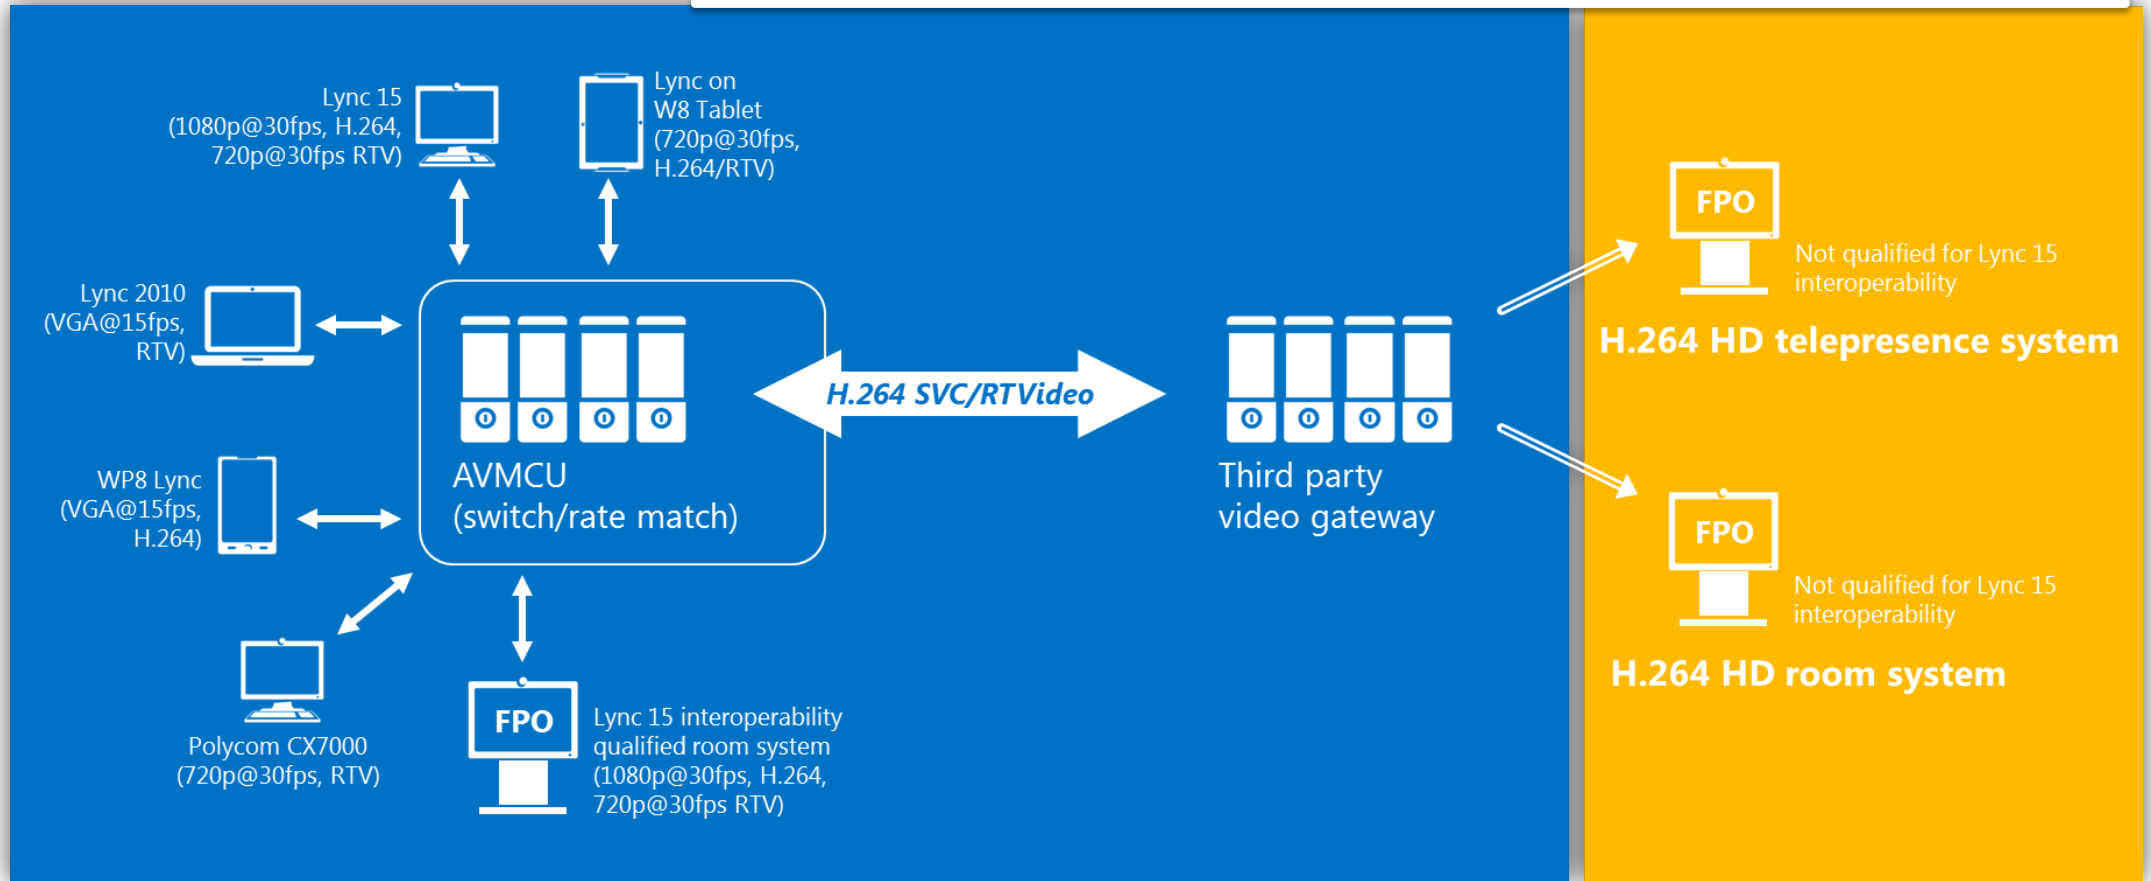 Lync 15
(1080p@30fps, H.264,
720p@30fps RTV)
Lync on
W8 Tablet
(720p@30fps,
H.264/RTV)
Lync 2010
(VGA@15fps,
RTV)
WP8 Lync
(VGA@15fps,
H.264)
Polycom CX7000
(720p@30fps, RTV)
FPO
Lync 15 interoperability
qualified room system
(1080p@30fps, H.264,
720p@30fps RTV)
AVMCU
(switch/rate match)
H.264 SVC/RTVideo
Third party
video gateway
FPO
Not qualified for Lync 15
interoperability
H.264 HD telepresence system
FPO
Not qualified for Lync 15
interoperability
H.264 HD room system